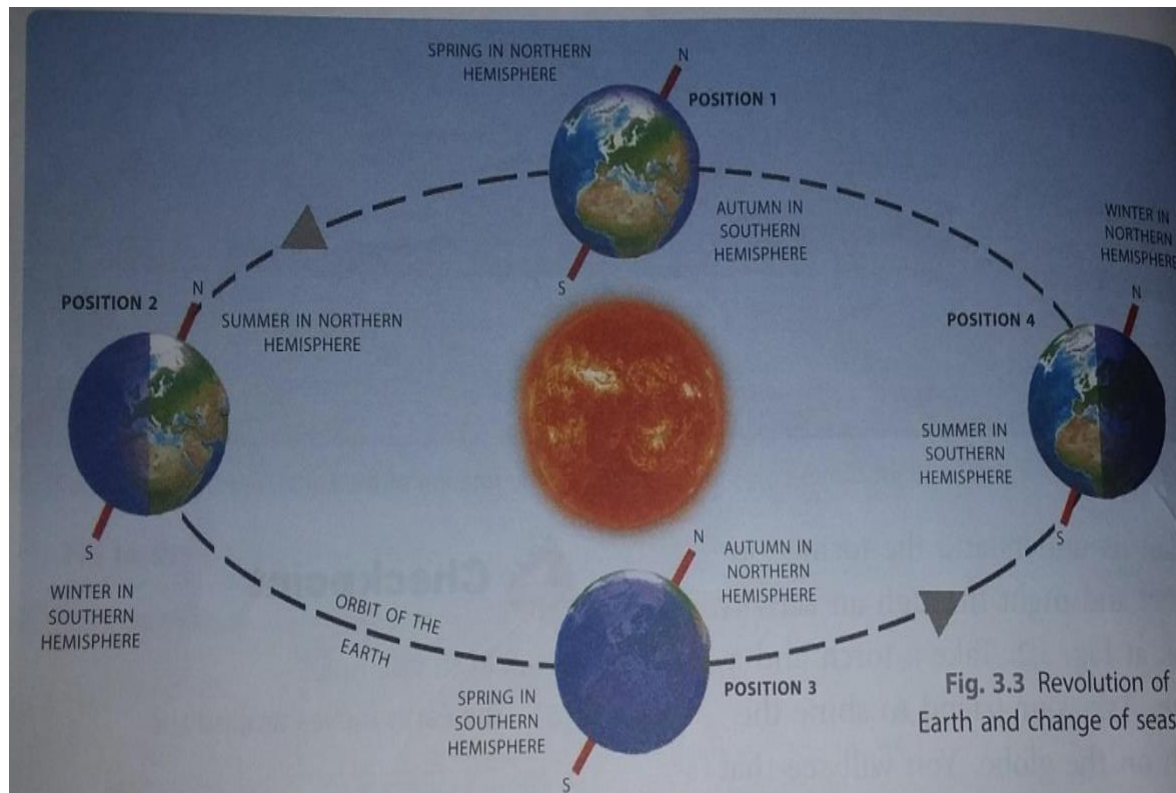 SPRING IN NORTHERN
HEMISPHERE
N
POSITION 1
AUTUMN IN
SOUTHERN
HEMISPHERE
S
WINTER IN
NORTHERN
HEMISPHERE
N
POSITION 2
SUMMER IN NORTHERN
HEMISPHERE
N
POSITION 4
SUMMER IN
SOUTHERN
HEMISPHERE
S
S
WINTER IN
SOUTHERN
HEMISPHERE
ORBIT OF THE
EARTH
N
AUTUMN IN
NORTHERN
HEMISPHERE
SPRING IN
SOUTHERN
HEMISPHERE
POSITION 3
S
Fig. 3.3 Revolution of
Earth and change of seas